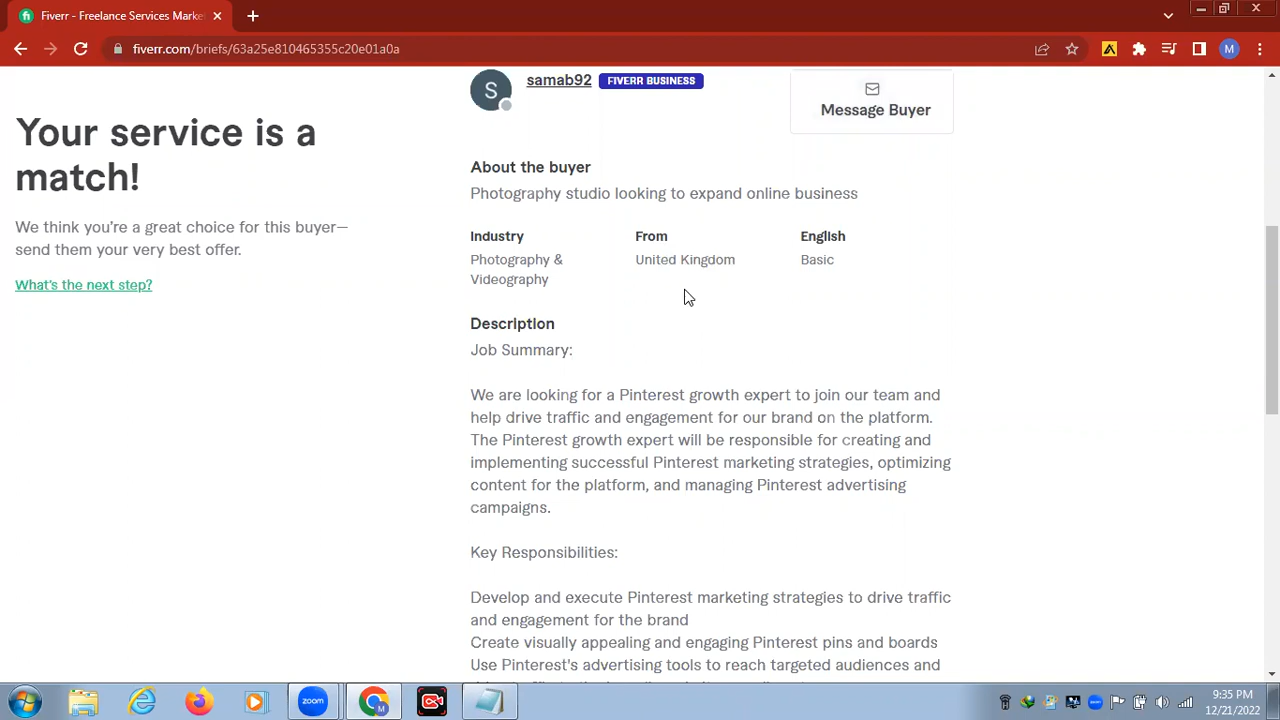 Fiverr - Freelance Services Marke
fiverr.com/briefs/63a25e810465355c20e01a0a
M
Your service is a
match!
We think you're a great choice for this buyer—
send them your very best offer.
What's the next step?
S
samab92
FIVERR BUSINESS
Message Buyer
About the buyer
Photography studio looking to expand online business
Industry
From
English
Photography &
Videography
United Kingdom
Basic
Description
Job Summary:
We are looking for a Pinterest growth expert to join our team and
help drive traffic and engagement for our brand on the platform.
The Pinterest growth expert will be responsible for creating and
implementing successful Pinterest marketing strategies, optimizing
content for the platform, and managing Pinterest advertising
campaigns.
Key Responsibilities:
Develop and execute Pinterest marketing strategies to drive traffic
and engagement for the brand
Create visually appealing and engaging Pinterest pins and boards
Use Pinterest's advertising tools to reach targeted audiences and
zoom
9:35 PM
12/21/2022